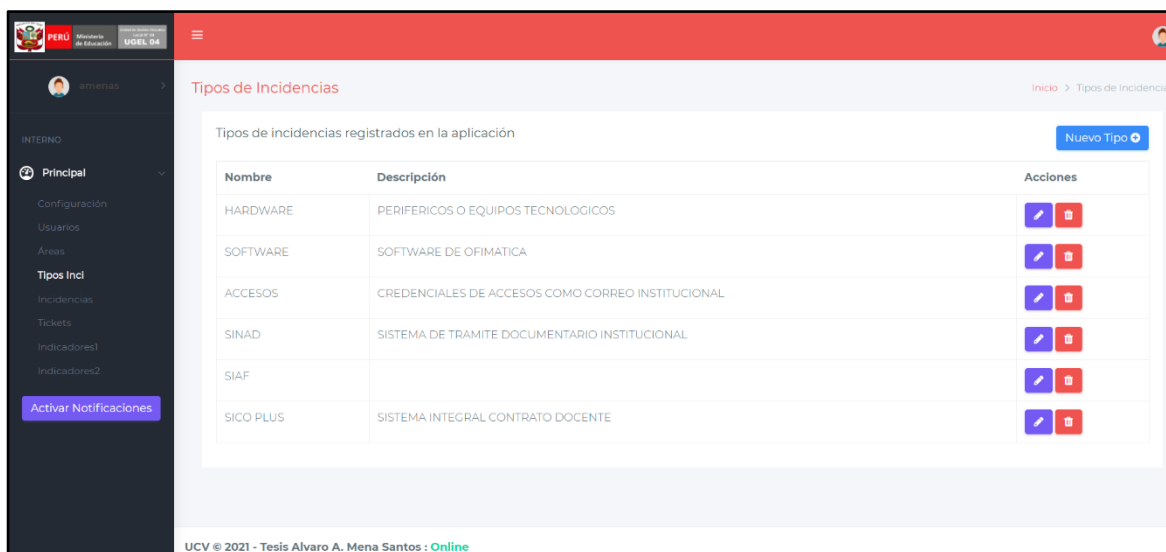 PERÚ Ministerio de Educación UGEL 04
amenas
Tipos de Incidencias
Inicio > Tipos de Incidencia
INTERNO
Principal
Configuración
Usuarios
Áreas
Tipos Inci
Incidencias
Tickets
Indicadores1
Indicadores2
Activar Notificaciones
Tipos de incidencias registrados en la aplicación
Nuevo Tipo
Nombre Descripción Acciones
HARDWARE PERIFERICOS O EQUIPOS TECNOLOGICOS
SOFTWARE SOFTWARE DE OFIMATICA
ACCESOS CREDENCIALES DE ACCESOS COMO CORREO INSTITUCIONAL
SINAD SISTEMA DE TRAMITE DOCUMENTARIO INSTITUCIONAL
SIAF
SICO PLUS SISTEMA INTEGRAL CONTRATO DOCENTE
UCV © 2021 - Tesis Alvaro A. Mena Santos : Online